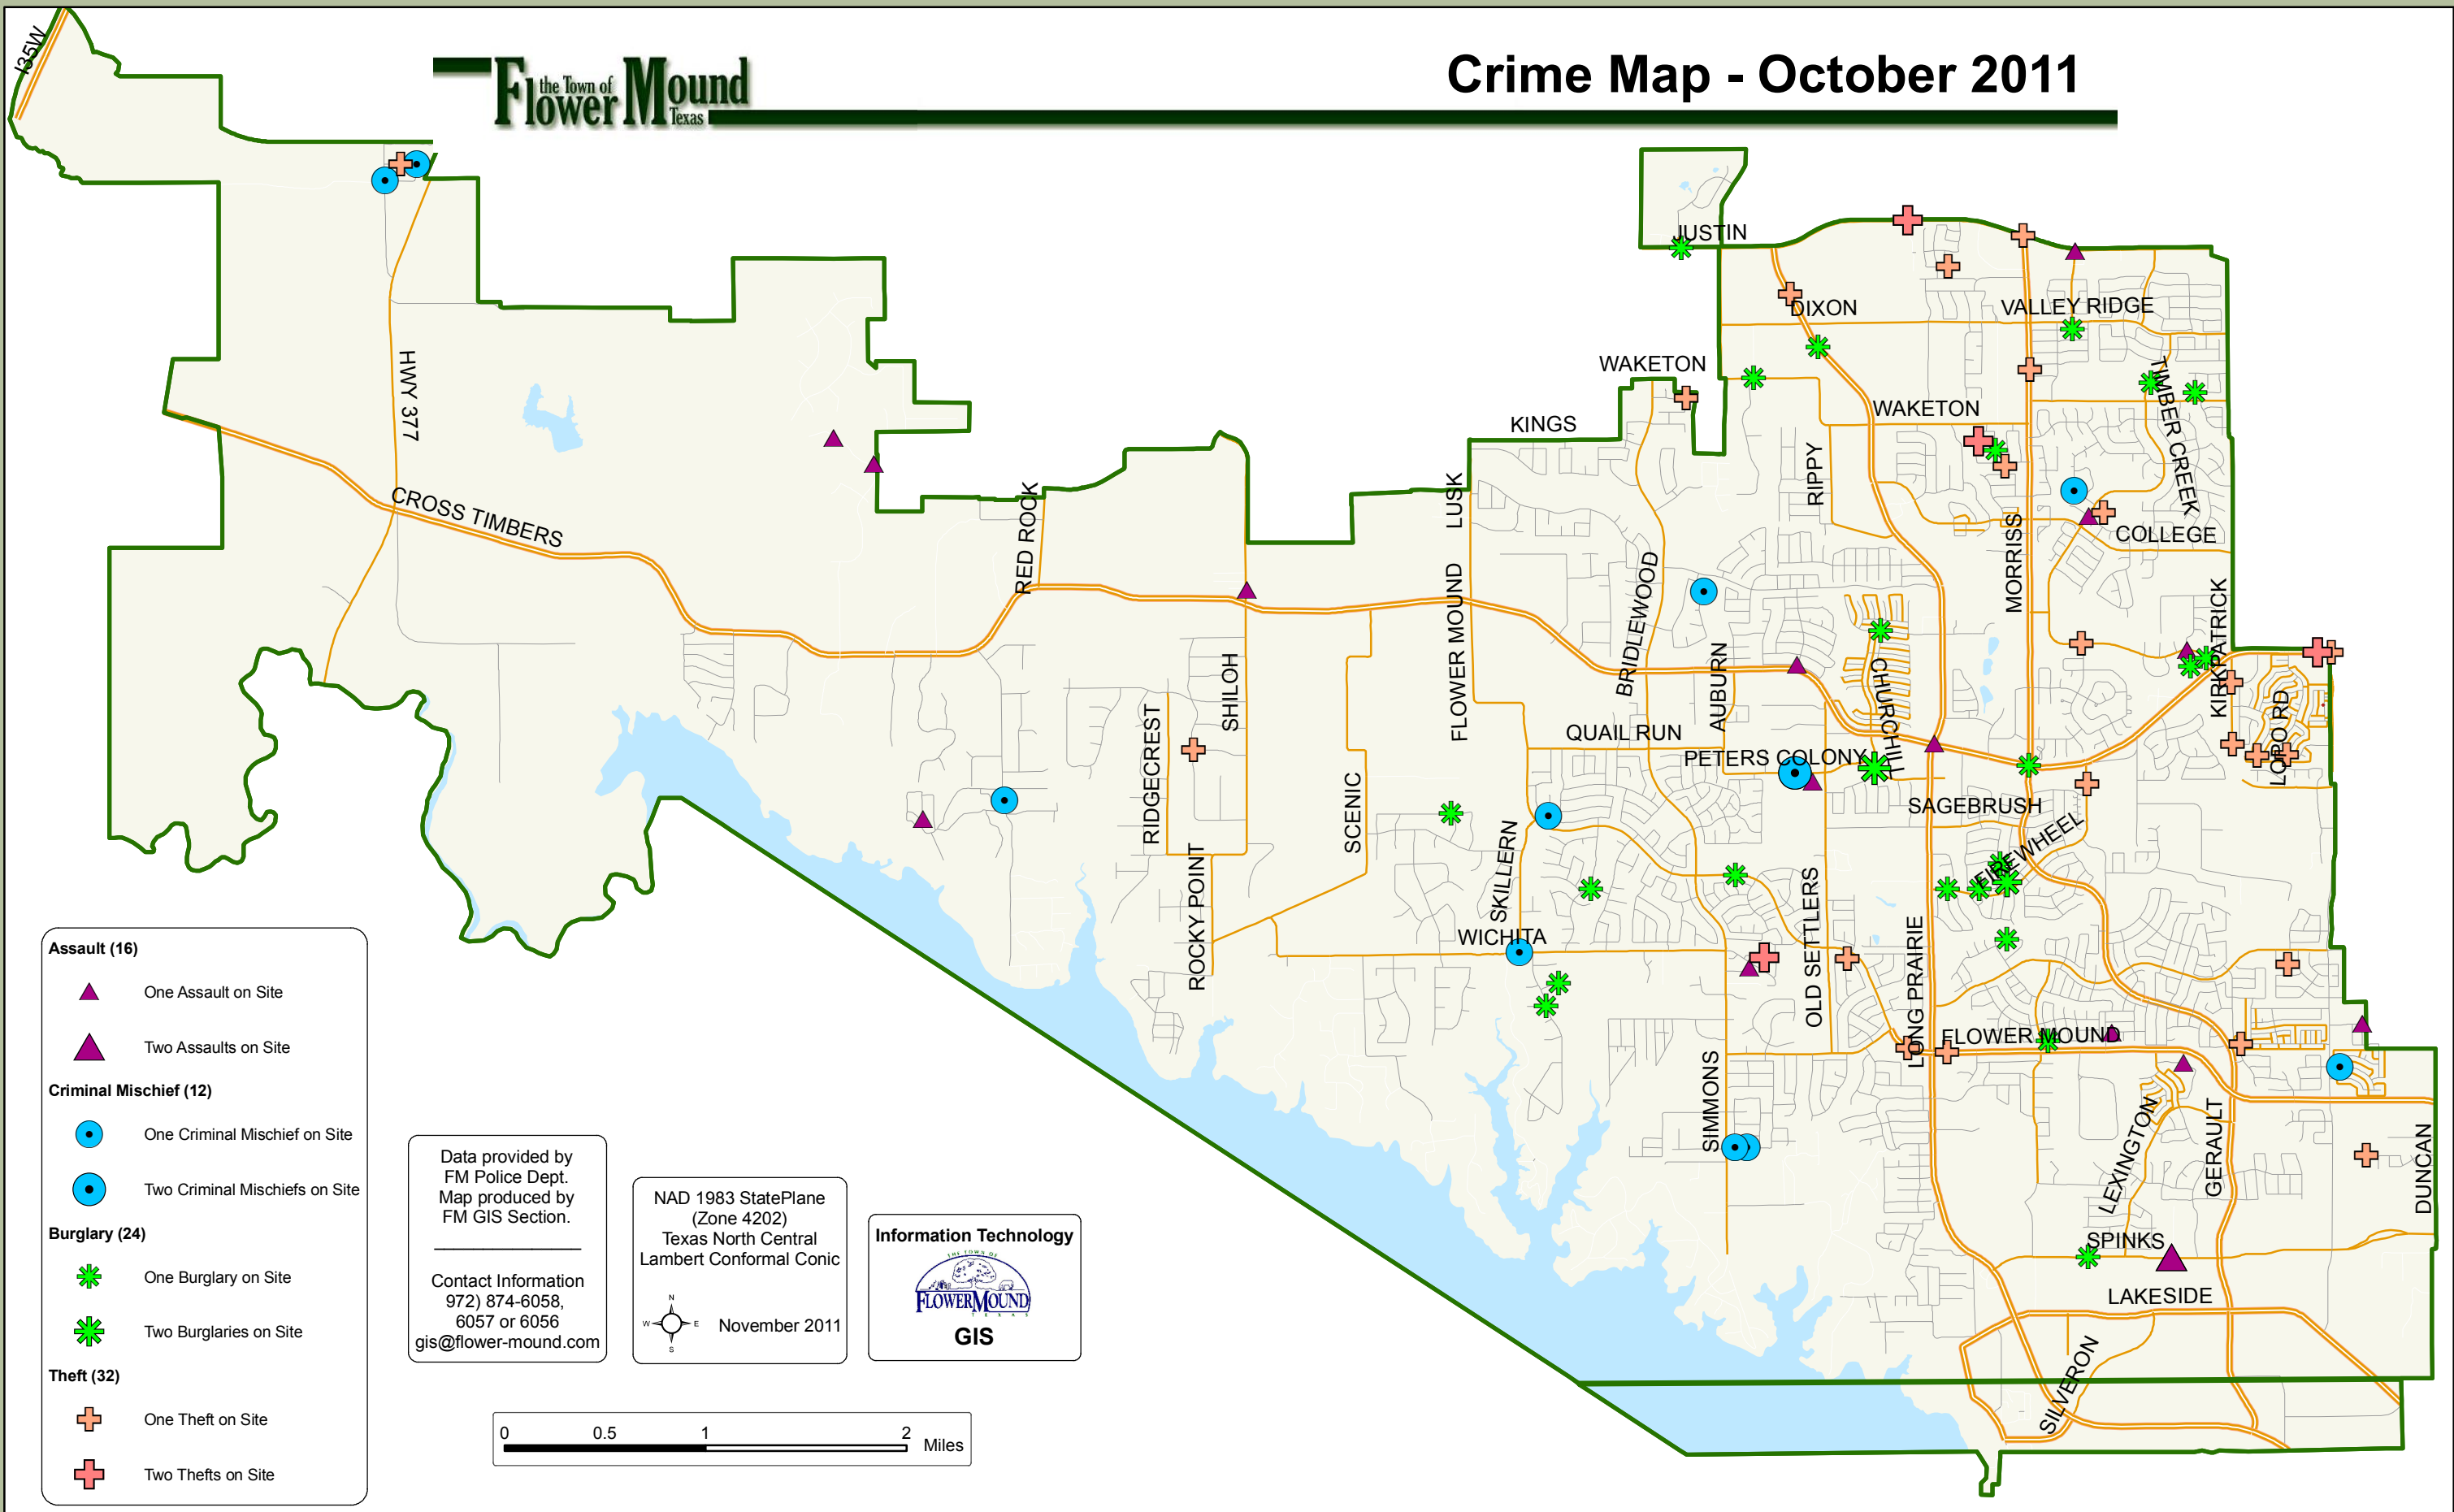 Crime Map - October 2011
the Town of
Flower Mound
Texas
I35W
JUSTIN
DIXON
VALLEY RIDGE
WAKETON
HWY 377
TIMBER CREEK
WAKETON
KINGS
RIPPY
CROSS TIMBERS
LUSK
RED ROCK
MORRISS
COLLEGE
BRIDLEWOOD
FLOWER MOUND
KIRKPATRICK
SHILOH
AUBURN
CHURCHILL
RIDGECREST
QUAIL RUN
PETERS COLONY
LOPO RD
SCENIC
SAGEBRUSH
SKILLERN
FIREWHEEL
ROCKY POINT
OLD SETTLERS
WICHITA
LONG PRAIRIE
FLOWER MOUND
SIMMONS
LEXINGTON
GERAULT
DUNCAN
SPINKS
LAKESIDE
SILVERON
Assault (16)
One Assault on Site
Two Assaults on Site
Criminal Mischief (12)
One Criminal Mischief on Site
Two Criminal Mischiefs on Site
Burglary (24)
One Burglary on Site
Two Burglaries on Site
Theft (32)
One Theft on Site
Two Thefts on Site
Data provided by
FM Police Dept.
Map produced by
FM GIS Section.
Contact Information
972) 874-6058,
6057 or 6056
gis@flower-mound.com
NAD 1983 StatePlane
(Zone 4202)
Texas North Central
Lambert Conformal Conic
N
W E
S
November 2011
Information Technology
THE TOWN OF
FLOWER MOUND
TEXAS
GIS
0 0.5 1 2
Miles